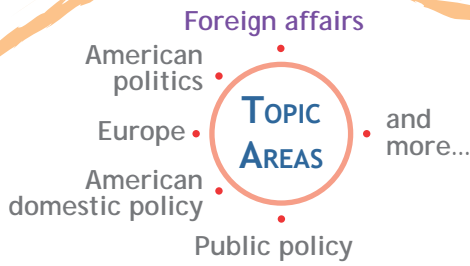 Foreign affairs
American
politics
Europe
American
domestic policy
Public policy
and
more...
TOPIC
AREAS